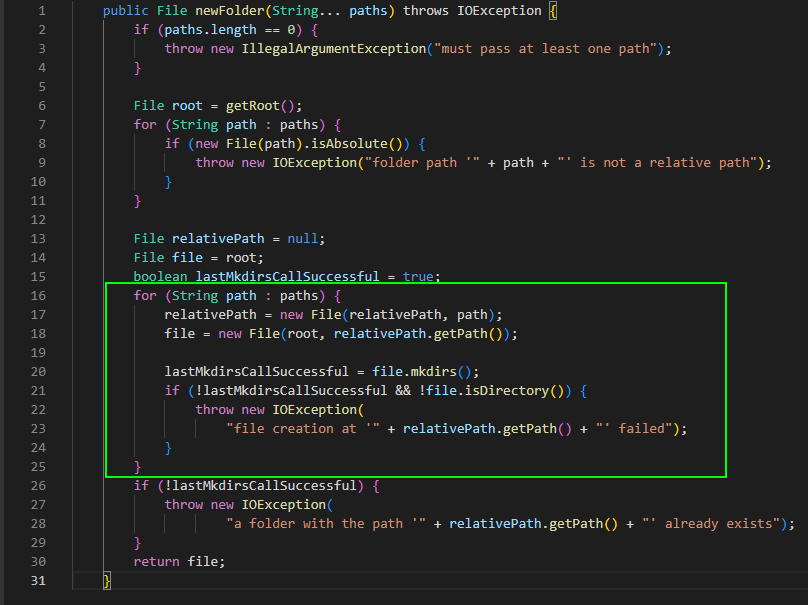 1 public File newFolder(String... paths) throws IOException {
2 if (paths.length == 0) {
3 throw new IllegalArgumentException("must pass at least one path");
4 }
5
6 File root = getRoot();
7 for (String path : paths) {
8 if (new File(path).isAbsolute()) {
9 throw new IOException("folder path '" + path + "' is not a relative path");
10 }
11 }
12
13 File relativePath = null;
14 File file = root;
15 boolean lastMkdirsCallSuccessful = true;
16 for (String path : paths) {
17 relativePath = new File(relativePath, path);
18 file = new File(root, relativePath.getPath());
19
20 lastMkdirsCallSuccessful = file.mkdirs();
21 if (!lastMkdirsCallSuccessful && !file.isDirectory()) {
22 throw new IOException(
23 "file creation at '" + relativePath.getPath() + "' failed");
24 }
25 }
26 if (!lastMkdirsCallSuccessful) {
27 throw new IOException(
28 "a folder with the path '" + relativePath.getPath() + "' already exists");
29 }
30 return file;
31 }